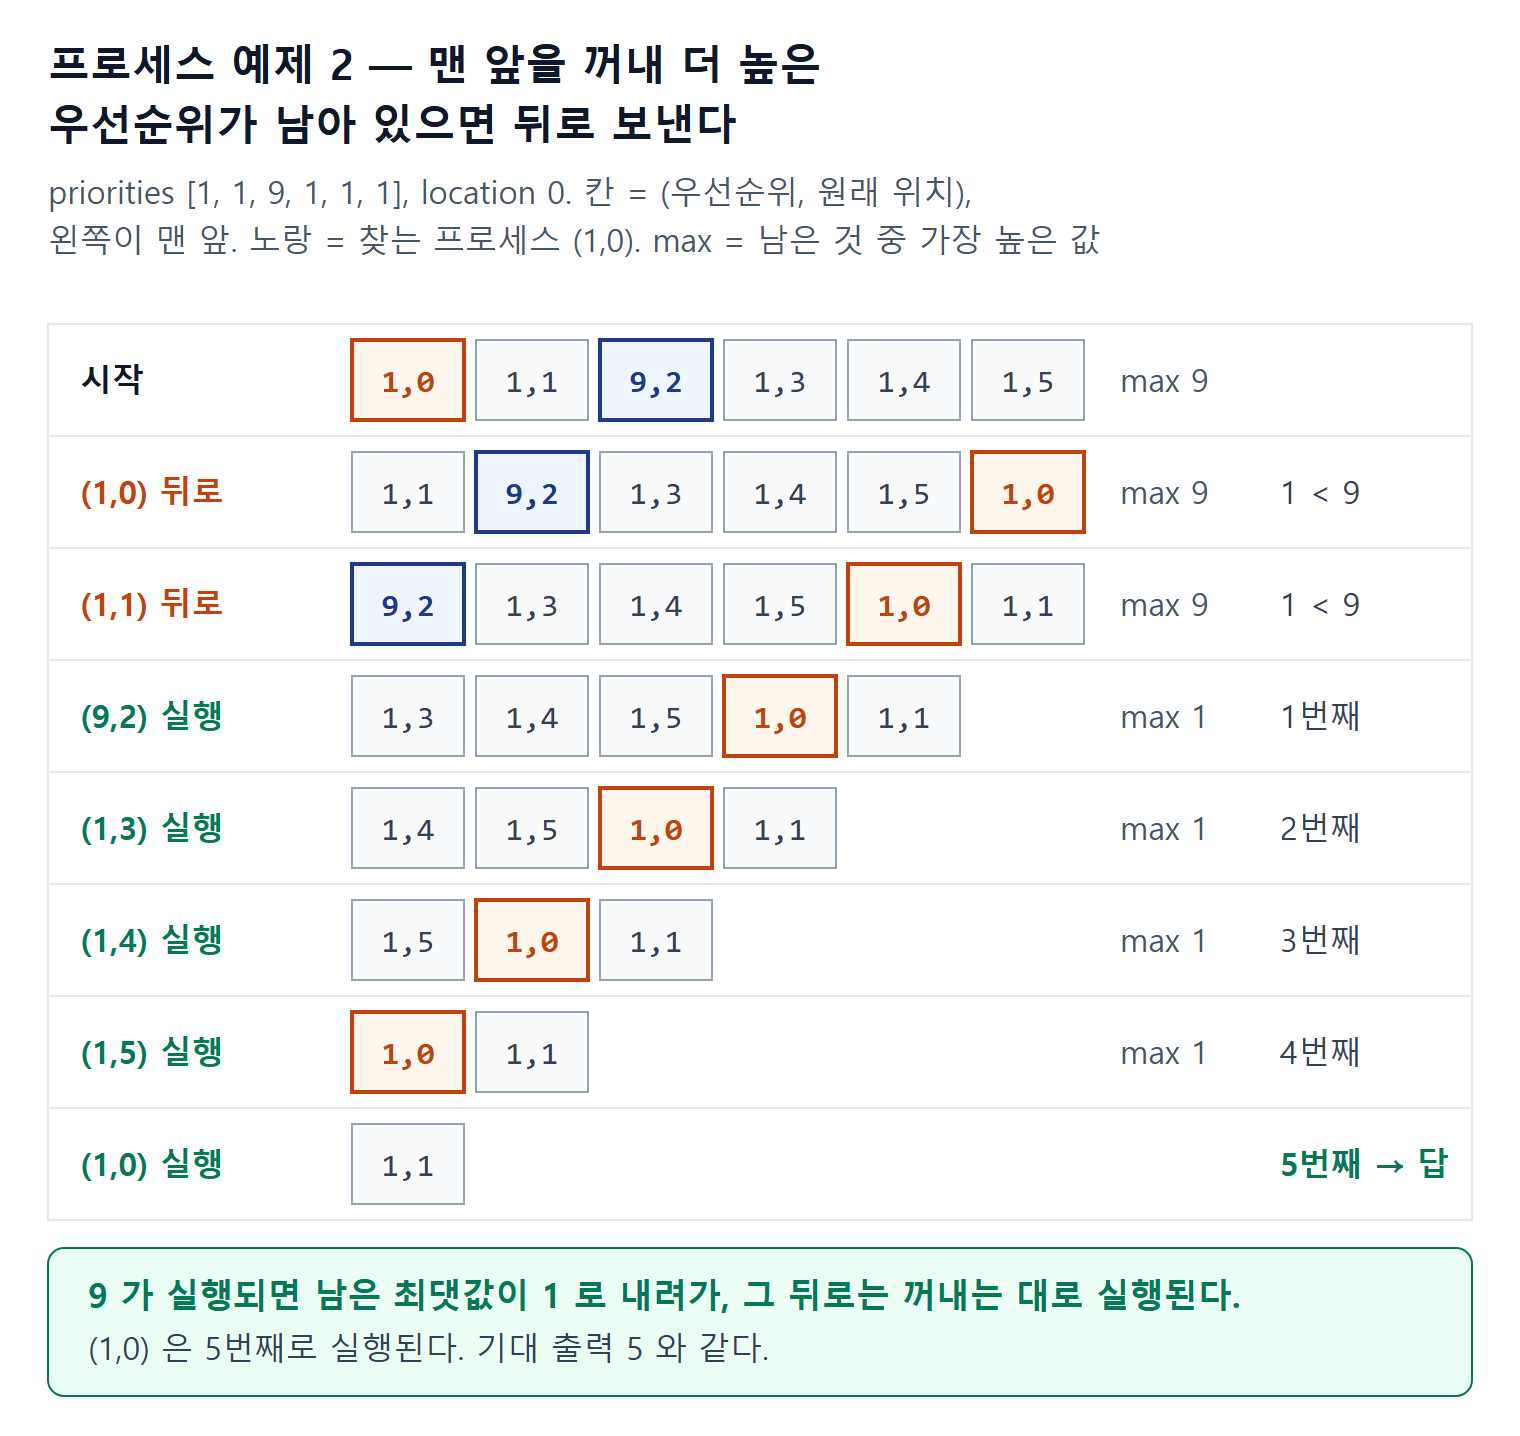 프로세스 예제 2 — 맨 앞을 꺼내 더 높은
우선순위가 남아 있으면 뒤로 보낸다
priorities [1, 1, 9, 1, 1, 1], location 0. 칸 = (우선순위, 원래 위치),
왼쪽이 맨 앞. 노랑 = 찾는 프로세스 (1,0). max = 남은 것 중 가장 높은 값
시작 1,0 1,1 9,2 1,3 1,4 1,5 max 9
(1,0) 뒤로 1,1 9,2 1,3 1,4 1,5 1,0 max 9 1 < 9
(1,1) 뒤로 9,2 1,3 1,4 1,5 1,0 1,1 max 9 1 < 9
(9,2) 실행 1,3 1,4 1,5 1,0 1,1 max 1 1번째
(1,3) 실행 1,4 1,5 1,0 1,1 max 1 2번째
(1,4) 실행 1,5 1,0 1,1 max 1 3번째
(1,5) 실행 1,0 1,1 max 1 4번째
(1,0) 실행 1,1 5번째 → 답
9 가 실행되면 남은 최댓값이 1 로 내려가, 그 뒤로는 꺼내는 대로 실행된다.
(1,0) 은 5번째로 실행된다. 기대 출력 5 와 같다.